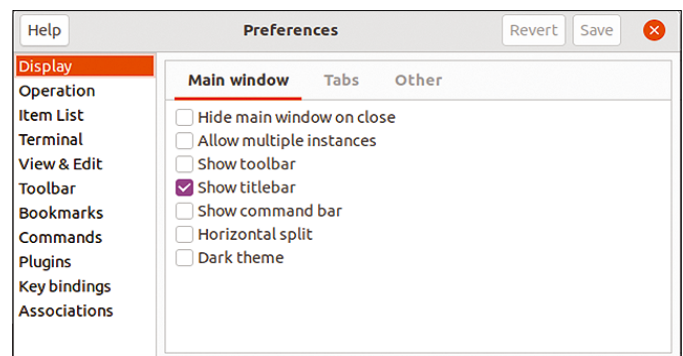 Help Preferences Revert Save
Display
Operation
Item List
Terminal
View & Edit
Toolbar
Bookmarks
Commands
Plugins
Key bindings
Associations
Main window Tabs Other
Hide main window on close
Allow multiple instances
Show toolbar
Show titlebar
Show command bar
Horizontal split
Dark theme